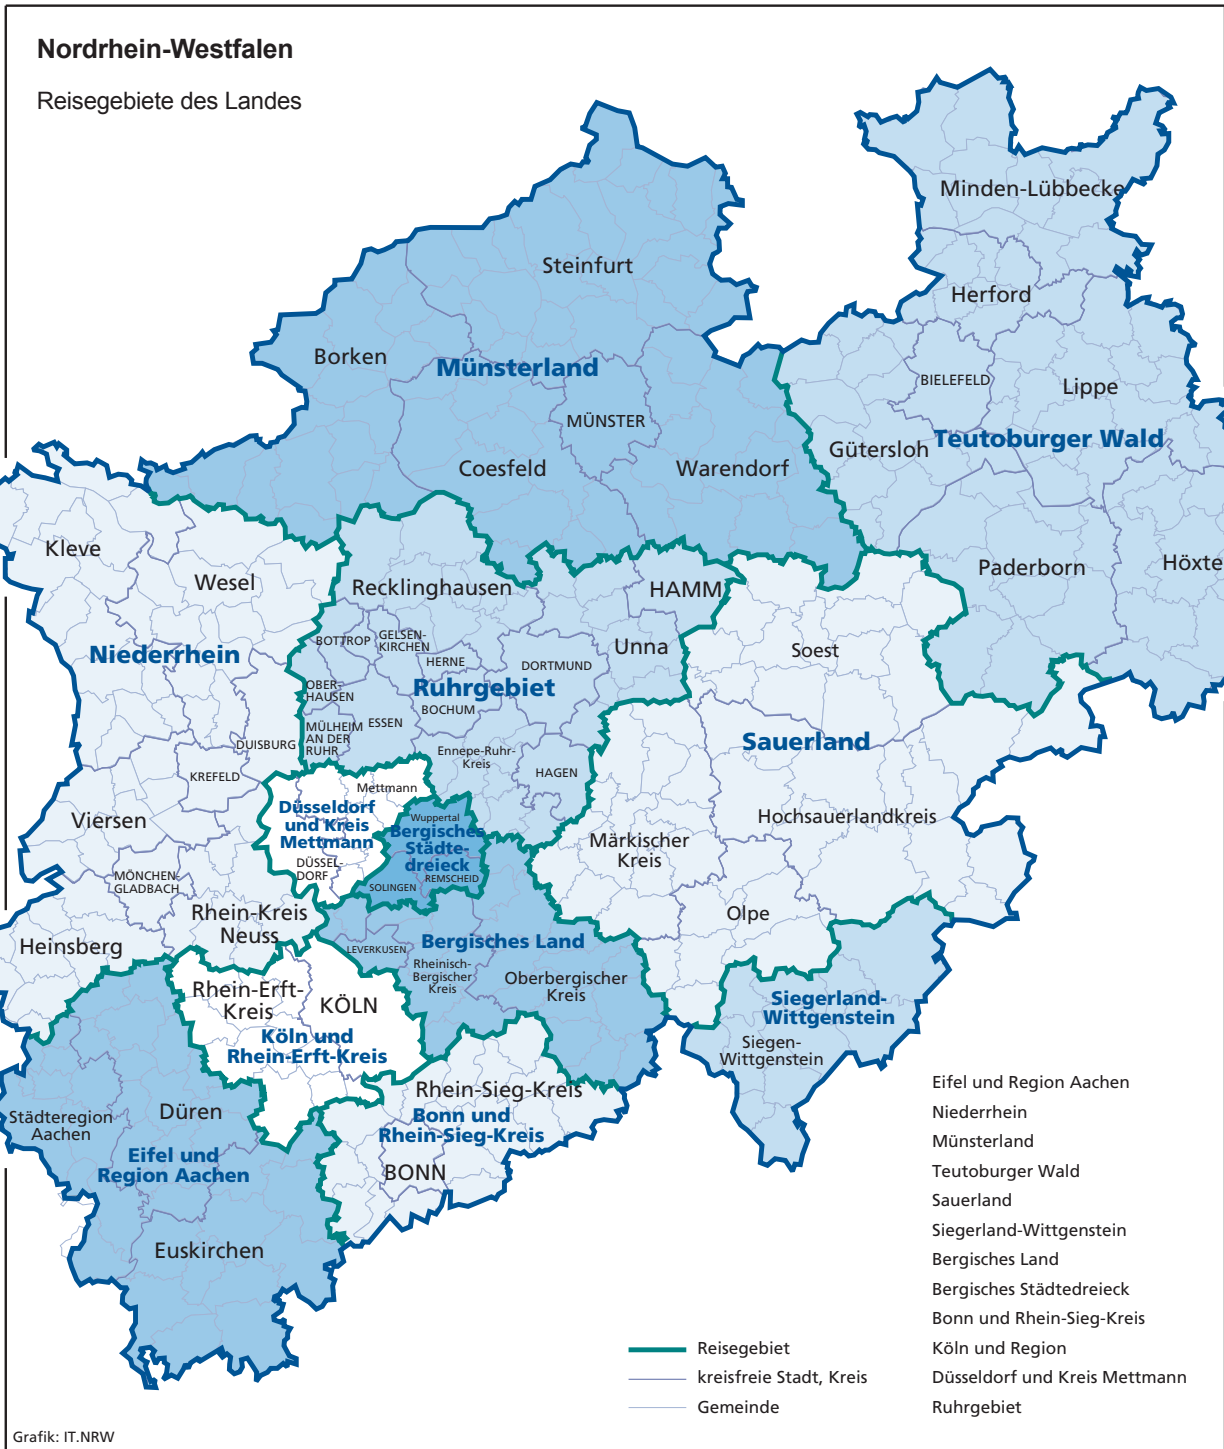 Nordrhein-Westfalen
Reisegebiete des Landes
Minden-Lübbecke
Steinfurt
Herford
Borken
Münsterland
BIELEFELD
Lippe
MÜNSTER
Teutoburger Wald
Gütersloh
Coesfeld
Warendorf
Kleve
Wesel
Recklinghausen
HAMM
Paderborn
Höxte
BOTTROP
GELSEN-
KIRCHEN
Unna
Soest
Niederrhein
HERNE
DORTMUND
Ruhrgebiet
OBER-
HAUSEN
BOCHUM
ESSEN
MÜLHEIM
AN DER
RUHR
DUISBURG
Sauerland
Ennepe-Ruhr-
Kreis
HAGEN
KREFELD
Mettmann
Düsseldorf
und Kreis
Mettmann
Viersen
Wuppertal
Bergisches
Städte-
dreieck
Hochsauerlandkreis
Märkischer
Kreis
DÜSSEL-
DORF
MÖNCHEN-
GLADBACH
SOLINGEN
REMSCHEID
Rhein-Kreis
Neuss
Olpe
Heinsberg
LEVERKUSEN
Bergisches Land
Rheinisch-
Bergischer
Kreis
Oberbergischer
Kreis
Rhein-Erft-
Kreis
KÖLN
Siegerland-
Wittgenstein
Köln und
Rhein-Erft-Kreis
Siegen-
Wittgenstein
Rhein-Sieg-Kreis
Städteregion
Aachen
Düren
Bonn und
Rhein-Sieg-Kreis
Eifel und
Region Aachen
BONN
Euskirchen
Eifel und Region Aachen
Niederrhein
Münsterland
Teutoburger Wald
Sauerland
Siegerland-Wittgenstein
Bergisches Land
Bergisches Städtedreieck
Bonn und Rhein-Sieg-Kreis
Köln und Region
Düsseldorf und Kreis Mettmann
Ruhrgebiet
Reisegebiet
kreisfreie Stadt, Kreis
Gemeinde
Grafik: IT.NRW